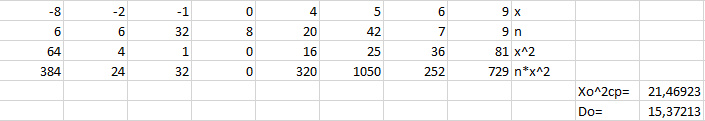 -8 -2 -1 0 4 5 6 9 x
6 6 32 8 20 42 7 9 n
64 4 1 0 16 25 36 81 x^2
384 24 32 0 320 1050 252 729 n*x^2
Xo^2cp= 21,46923
Do= 15,37213